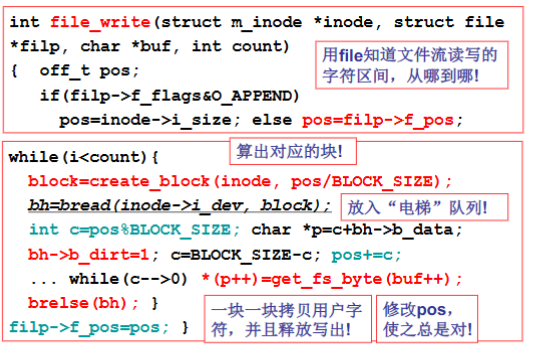 int file_write(struct m_inode *inode, struct file
*filp, char *buf, int count)
{ off_t pos;
if(filp->f_flags&O_APPEND)
pos=inode->i_size; else pos=filp->f_pos;
用file知道文件流读写的
字符区间，从哪到哪!
while(i<count){
算出对应的块!
block=create_block(inode, pos/BLOCK_SIZE);
bh=bread(inode->i_dev, block);
放入“电梯”队列!
int c=pos%BLOCK_SIZE; char *p=c+bh->b_data;
bh->b_dirt=1; c=BLOCK_SIZE-c; pos+=c;
... while(c-->0) *(p++)=get_fs_byte(buf++);
brelse(bh); }
filp->f_pos=pos; }
一块一块拷贝用户字
符，并且释放写出!
修改pos，
使之总是对!